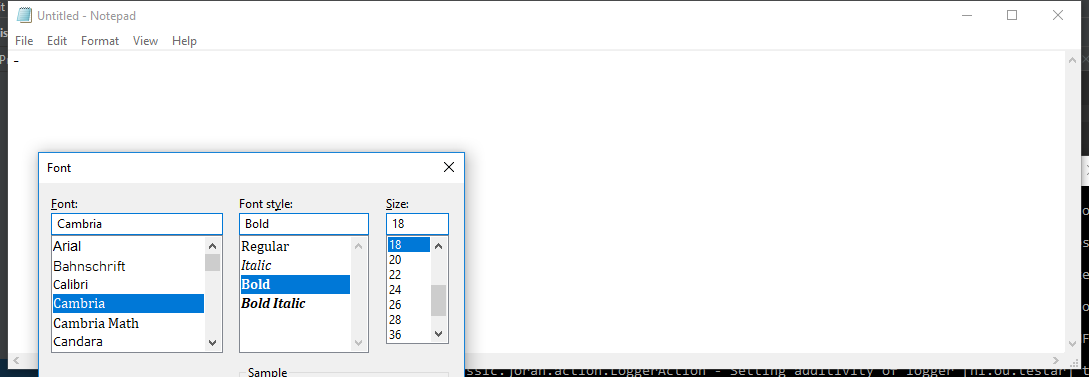 Untitled - Notepad
File Edit Format View Help
-
Font
Font: Font style: Size:
Cambria Bold 18
Arial Regular 18
Bahnschrift Italic 20
Calibri Bold 22
Cambria Bold Italic 24
Cambria Math 26
Candara 28
36
Sample
ssic.joran.action.LoggerAction - Setting additivity of logger [nl.ou.testar] t